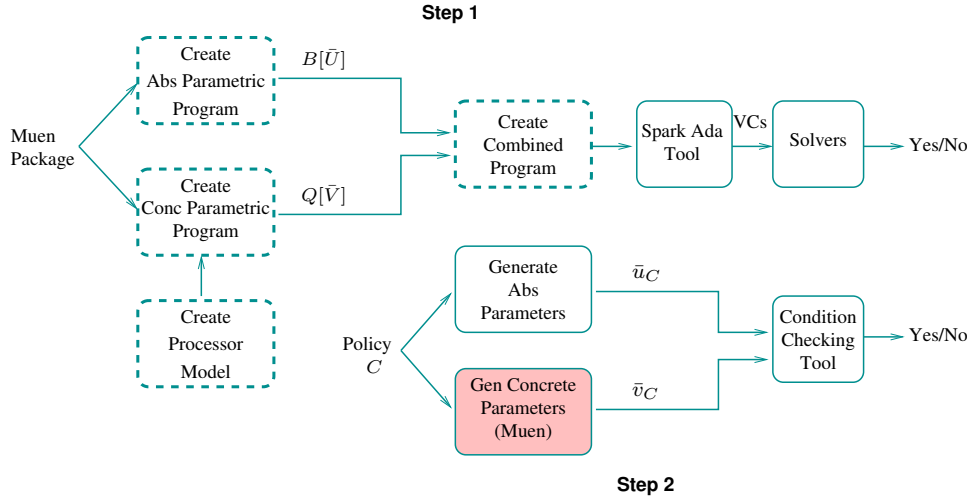 Step 1
Create
Abs Parametric
Program
B[Ū]
Muen
Package
Create
Conc Parametric
Program
Q[V̄]
Create
Processor
Model
Create
Combined
Program
Spark Ada
Tool
VCs
Solvers
Yes/No
Policy
C
Generate
Abs
Parameters
ū_C
Gen Concrete
Parameters
(Muen)
v̄_C
Condition
Checking
Tool
Yes/No
Step 2